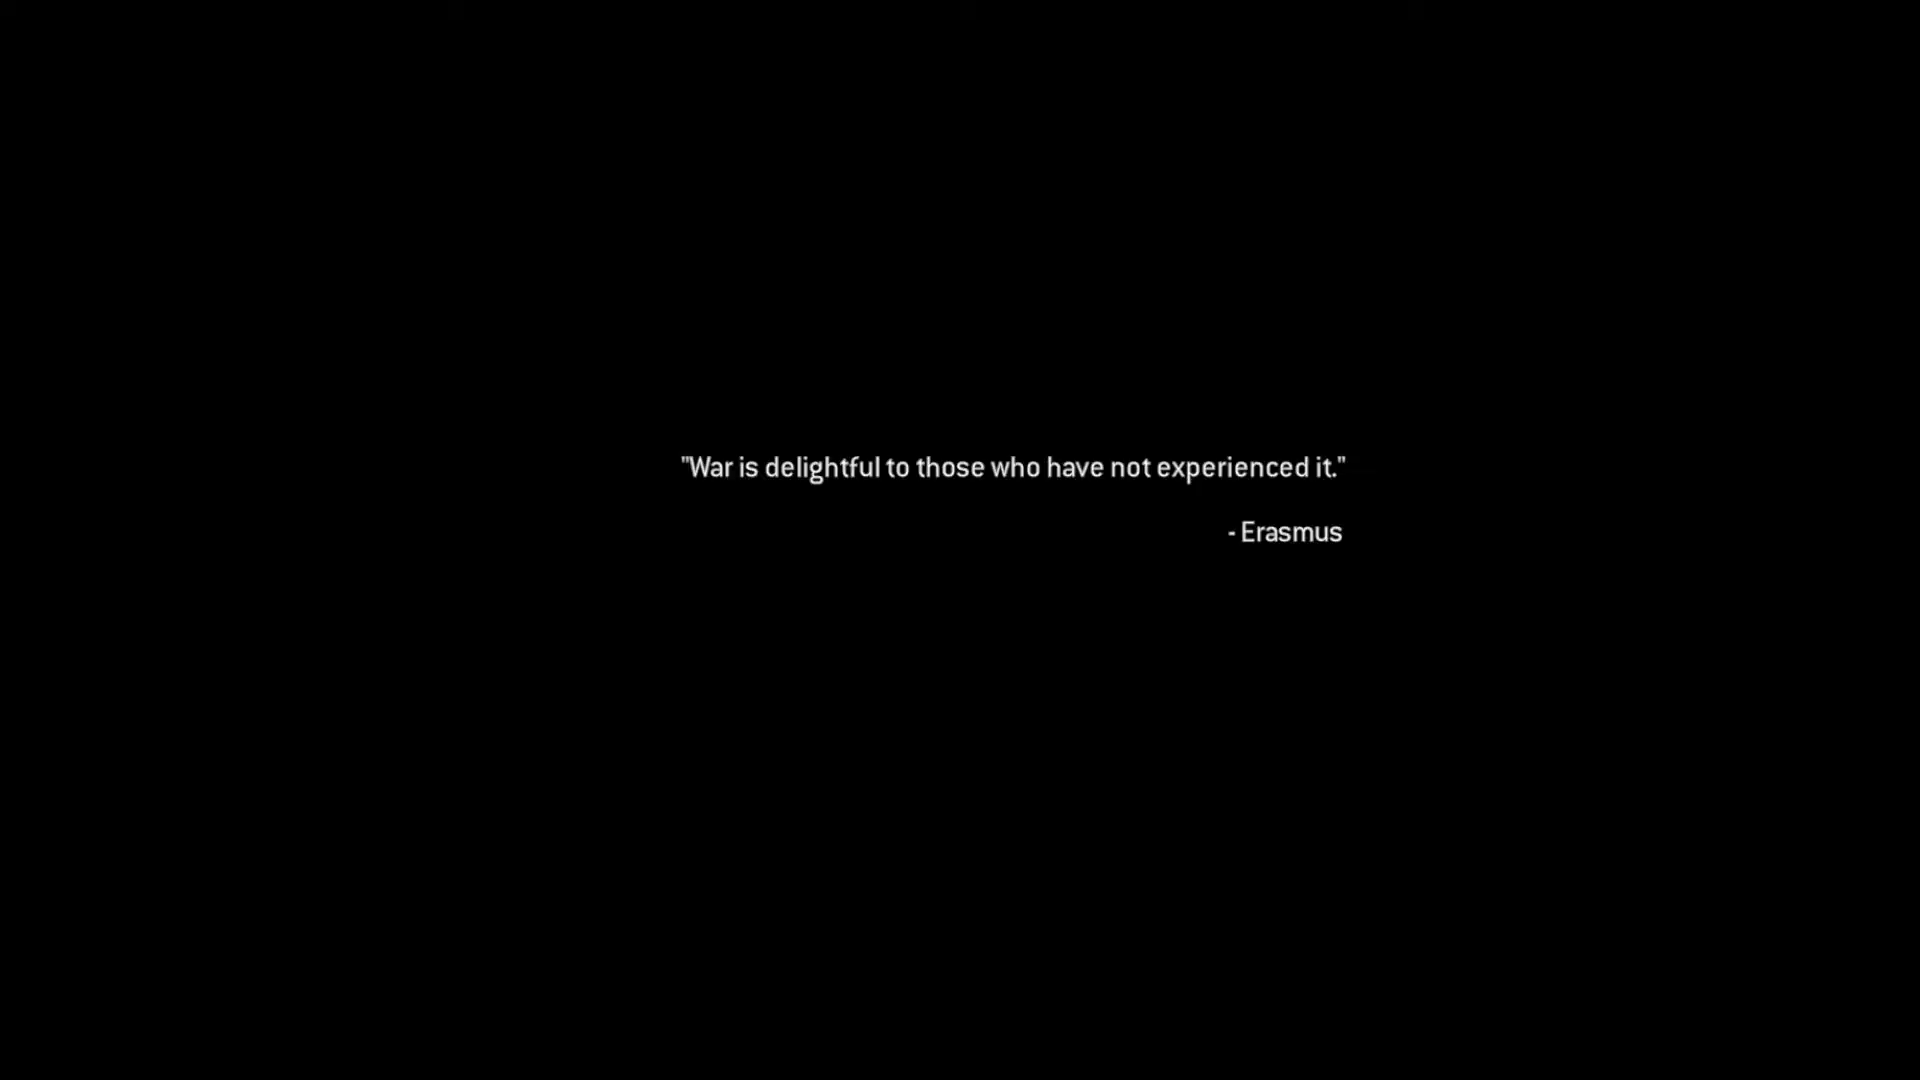 "War is delightful to those who have not experienced it."
- Erasmus